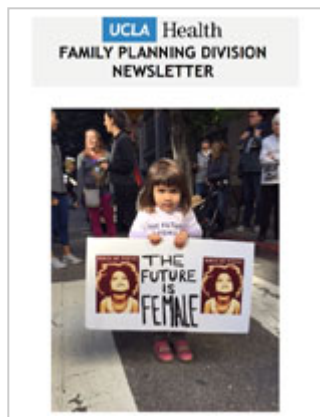 UCLA Health
FAMILY PLANNING DIVISION
NEWSLETTER
THE
FUTURE
IS
FEMALE